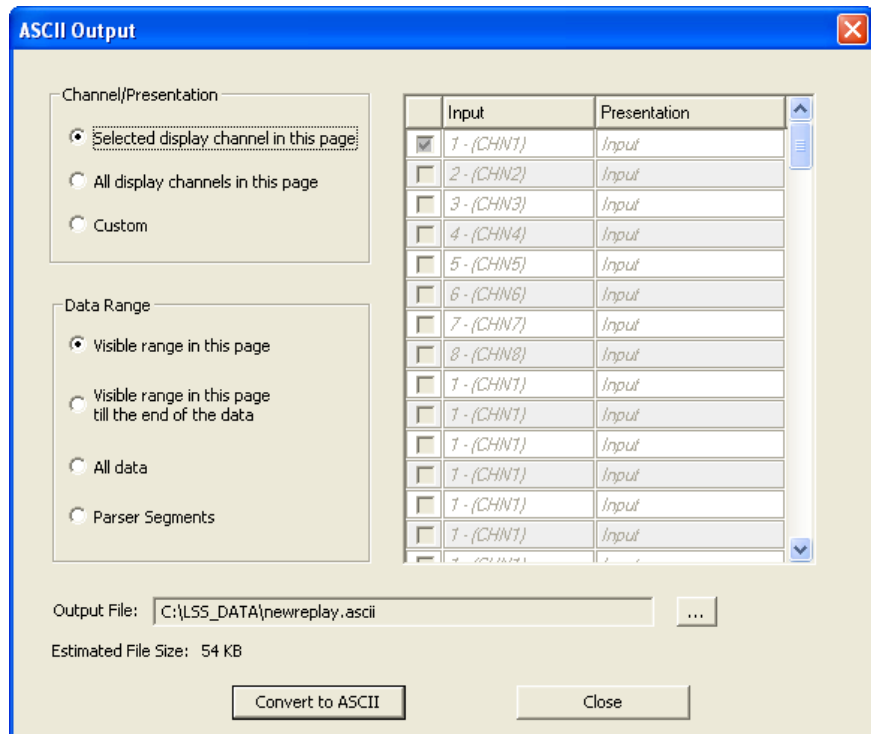 ASCII Output
Channel/Presentation
Selected display channel in this page
All display channels in this page
Custom
Data Range
Visible range in this page
Visible range in this page
till the end of the data
All data
Parser Segments
Input Presentation
1 - (CHN1) Input
2 - (CHN2) Input
3 - (CHN3) Input
4 - (CHN4) Input
5 - (CHN5) Input
6 - (CHN6) Input
7 - (CHN7) Input
8 - (CHN8) Input
1 - (CHN1) Input
1 - (CHN1) Input
1 - (CHN1) Input
1 - (CHN1) Input
1 - (CHN1) Input
1 - (CHN1) Input
Output File: C:\LSS_DATA\newreplay.ascii ...
Estimated File Size: 54 KB
Convert to ASCII Close